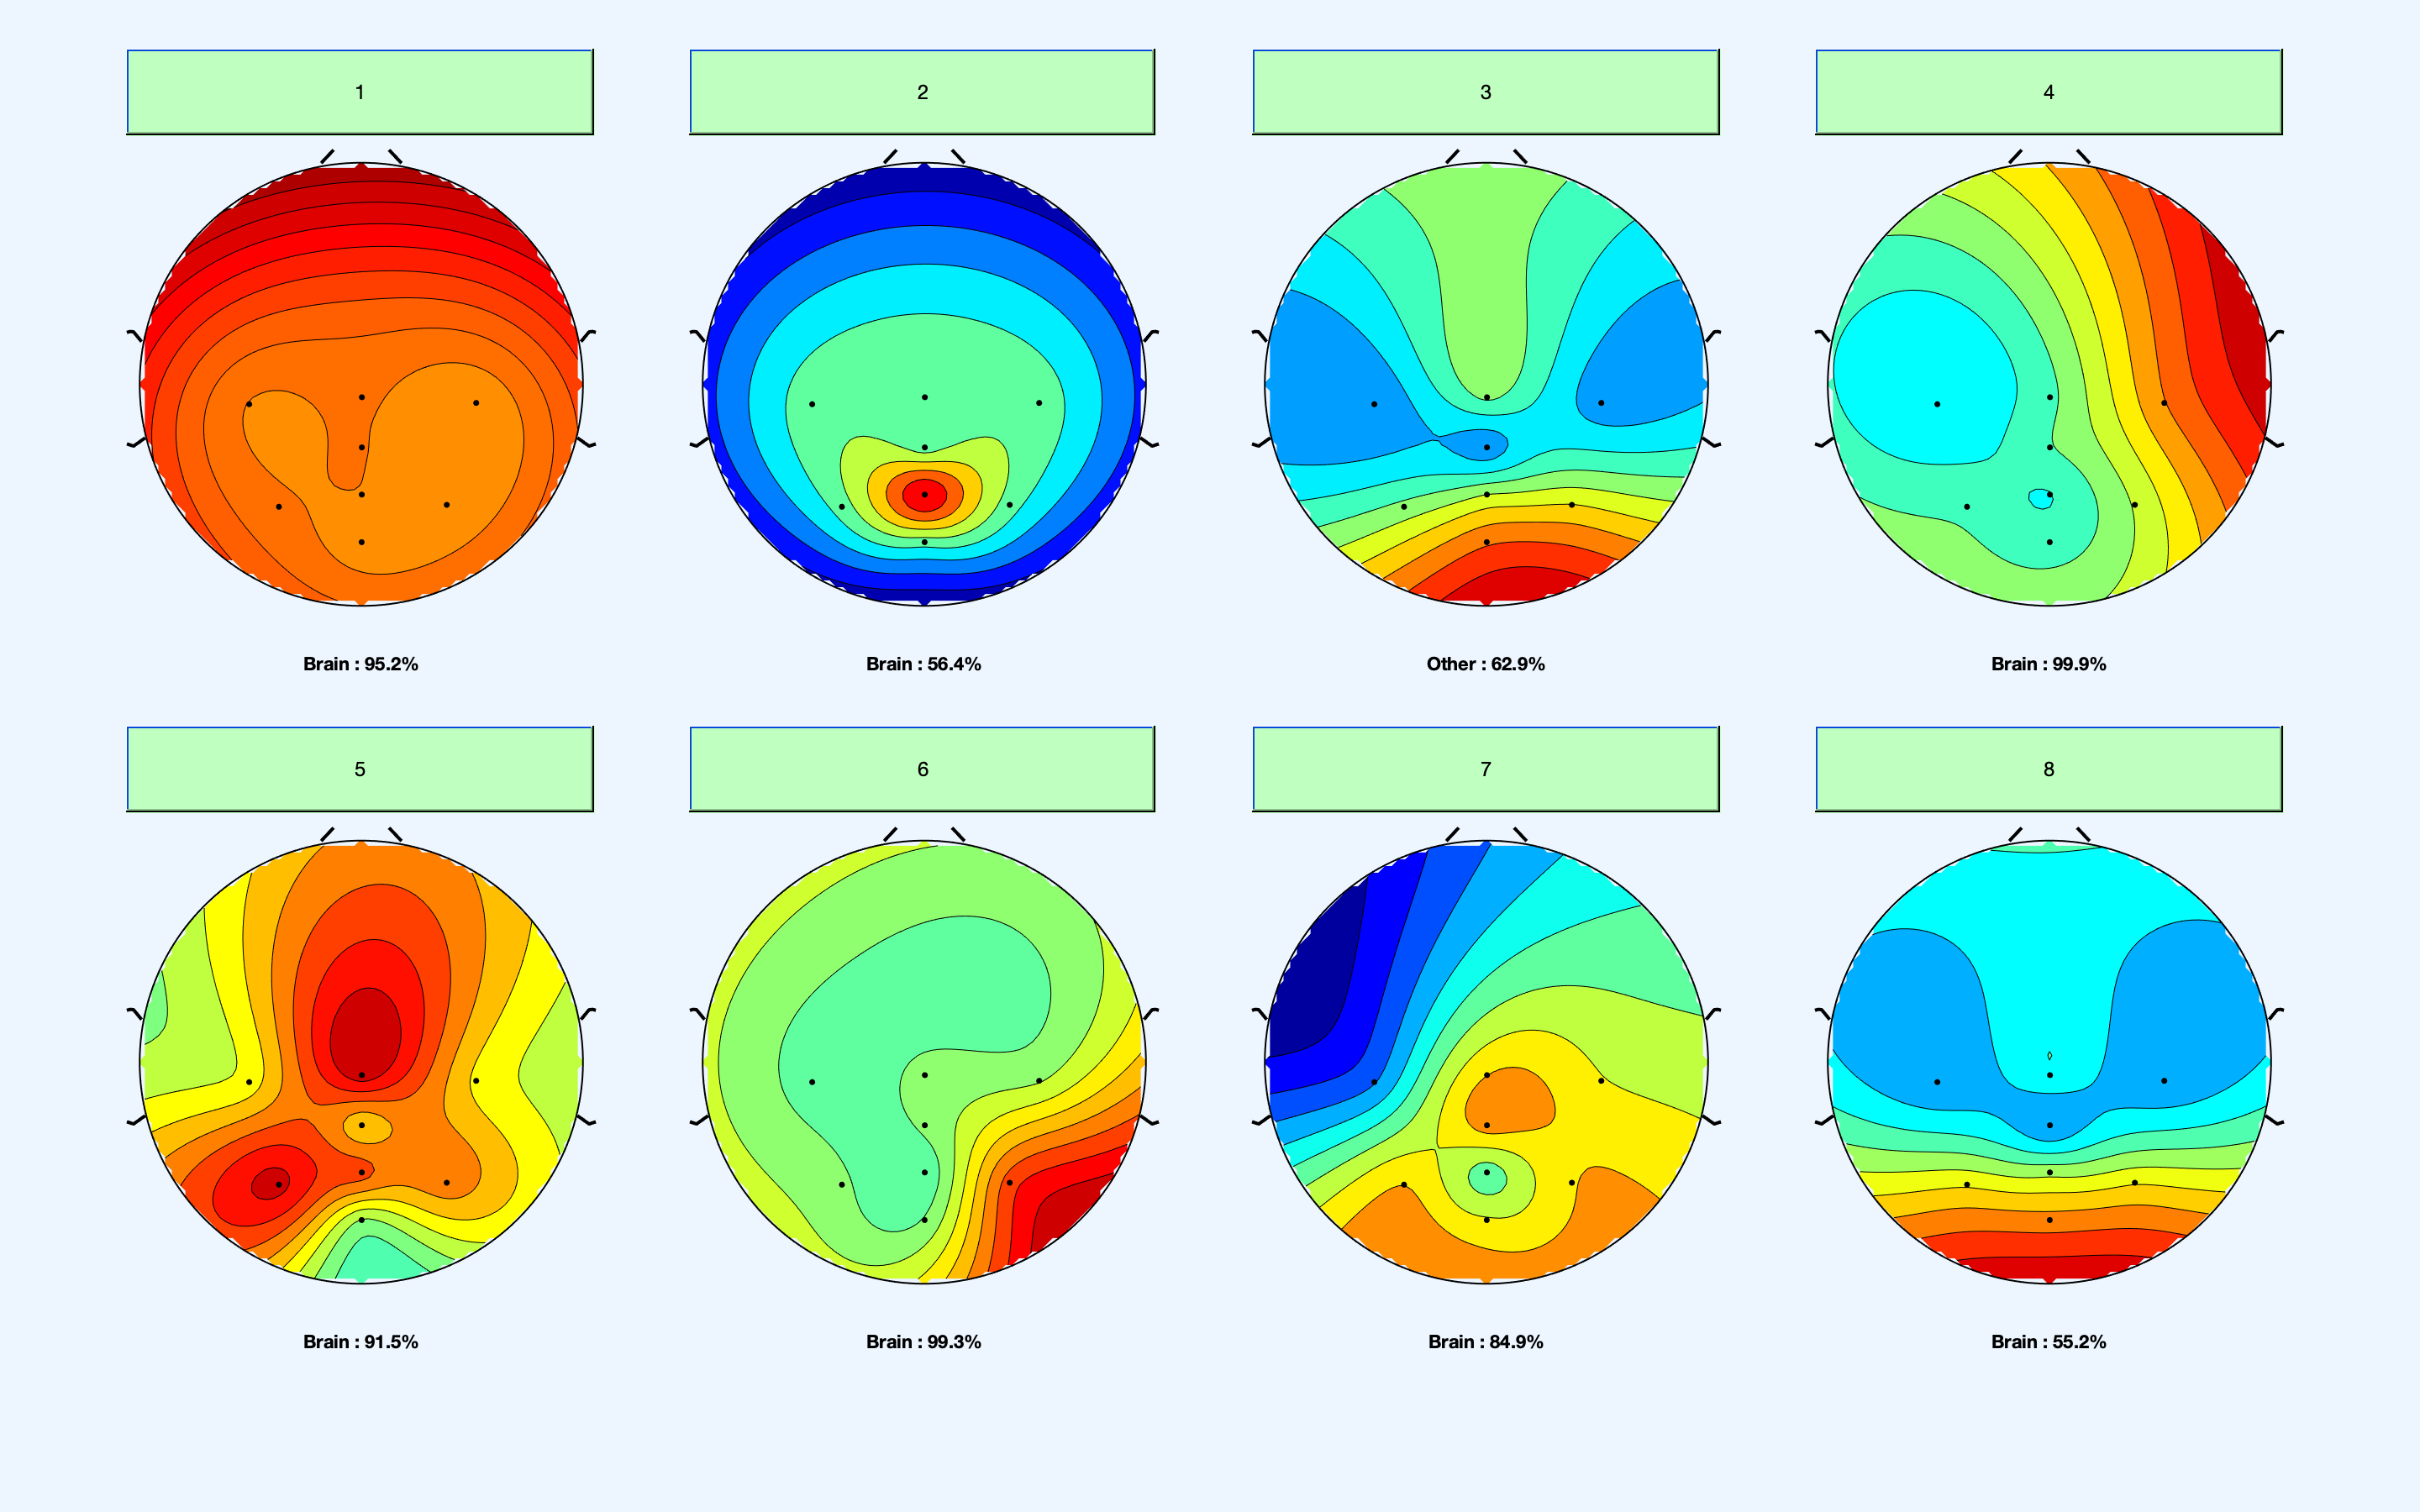 1
2
3
4
Brain : 95.2%
Brain : 56.4%
Other : 62.9%
Brain : 99.9%
5
6
7
8
Brain : 91.5%
Brain : 99.3%
Brain : 84.9%
Brain : 55.2%